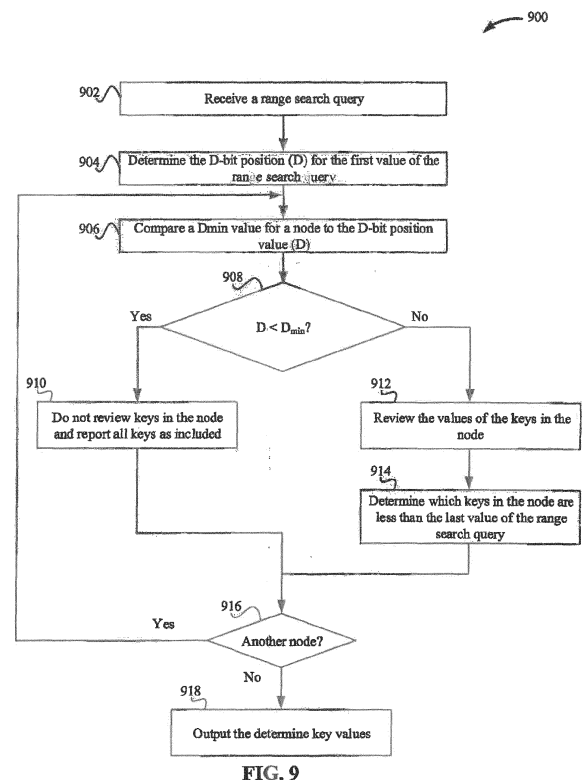 900
902
Receive a range search query
904
Determine the D-bit position (D) for the first value of the
range search query
906
Compare a Dmin value for a node to the D-bit position
value (D)
908
Yes
D < Dmin?
No
910
Do not review keys in the node
and report all keys as included
912
Review the values of the keys in the
node
914
Determine which keys in the node are
less than the last value of the range
search query
916
Yes
Another node?
No
918
Output the determine key values
FIG. 9